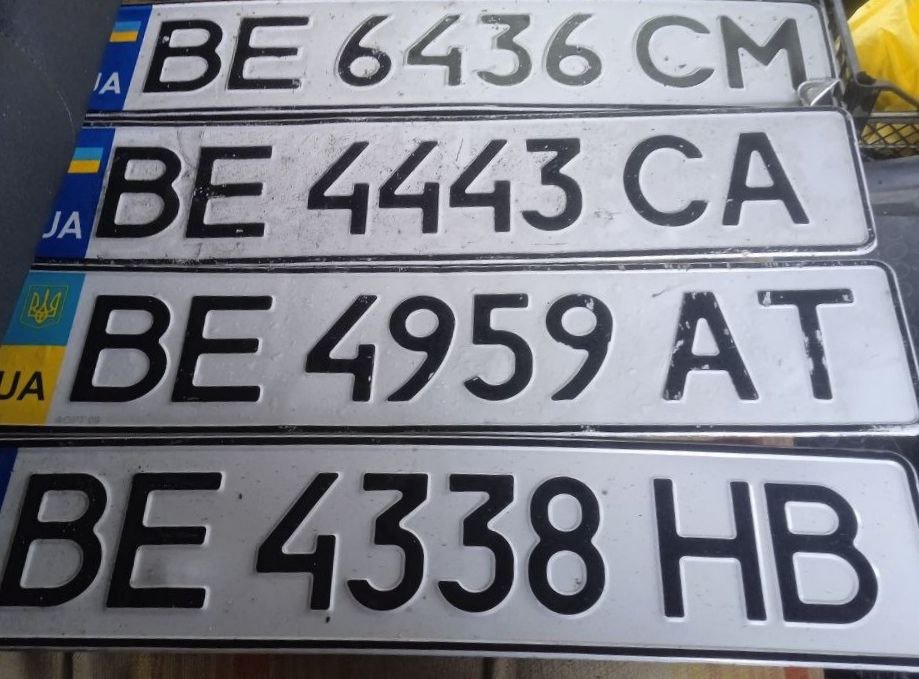 UA BE 6436 CM
UA BE 4443 CA
UA BE 4959 AT
BE 4338 HB